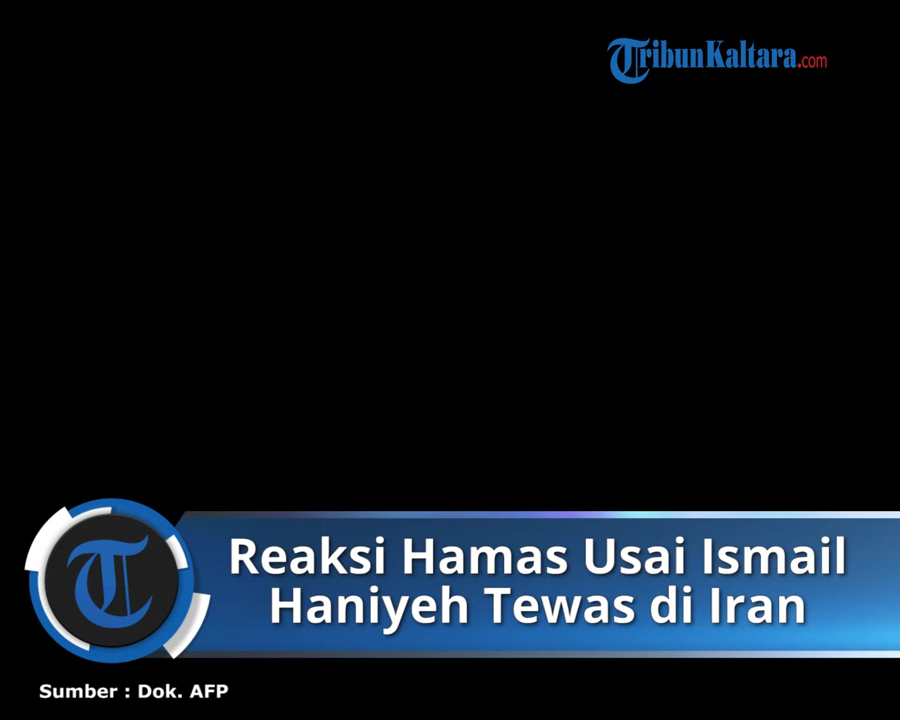 TribunKaltara.com
Reaksi Hamas Usai Ismail
Haniyeh Tewas di Iran
Sumber : Dok. AFP